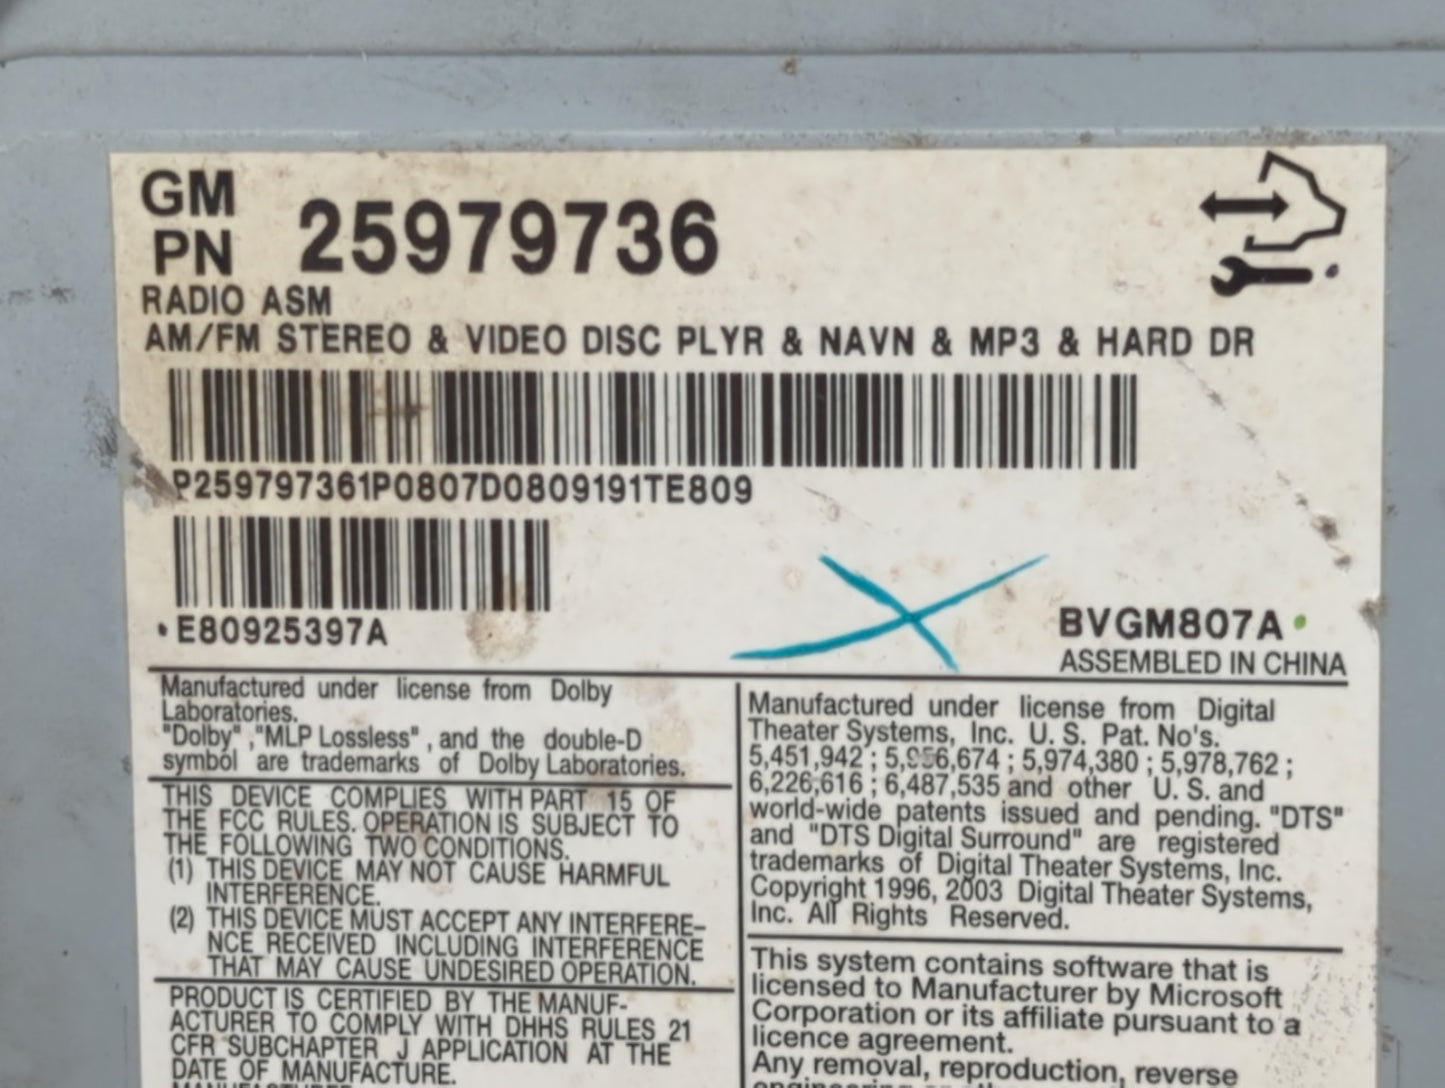 GM
PN 25979736
RADIO ASM
AM/FM STEREO & VIDEO DISC PLYR & NAVN & MP3 & HARD DR
P259797361P0807D0809191TE809
E80925397A
BVGM807A
ASSEMBLED IN CHINA
Manufactured under license from Dolby
Laboratories.
"Dolby","MLP Lossless", and the double-D
symbol are trademarks of Dolby Laboratories.
THIS DEVICE COMPLIES WITH PART 15 OF
THE FCC RULES. OPERATION IS SUBJECT TO
THE FOLLOWING TWO CONDITIONS.
(1) THIS DEVICE MAY NOT CAUSE HARMFUL
INTERFERENCE.
(2) THIS DEVICE MUST ACCEPT ANY INTERFERE-
NCE RECEIVED INCLUDING INTERFERENCE
THAT MAY CAUSE UNDESIRED OPERATION.
PRODUCT IS CERTIFIED BY THE MANUF-
ACTURER TO COMPLY WITH DHHS RULES 21
CFR SUBCHAPTER J APPLICATION AT THE
DATE OF MANUFACTURE.
Manufactured under license from Digital
Theater Systems, Inc. U. S. Pat. No's.
5,451,942 ; 5,956,674 ; 5,974,380 ; 5,978,762 ;
6,226,616 ; 6,487,535 and other U. S. and
world-wide patents issued and pending. "DTS"
and "DTS Digital Surround" are registered
trademarks of Digital Theater Systems, Inc.
Copyright 1996, 2003 Digital Theater Systems,
Inc. All Rights Reserved.
This system contains software that is
licensed to Manufacturer by Microsoft
Corporation or its affiliate pursuant to a
licence agreement.
Any removal, reproduction, reverse